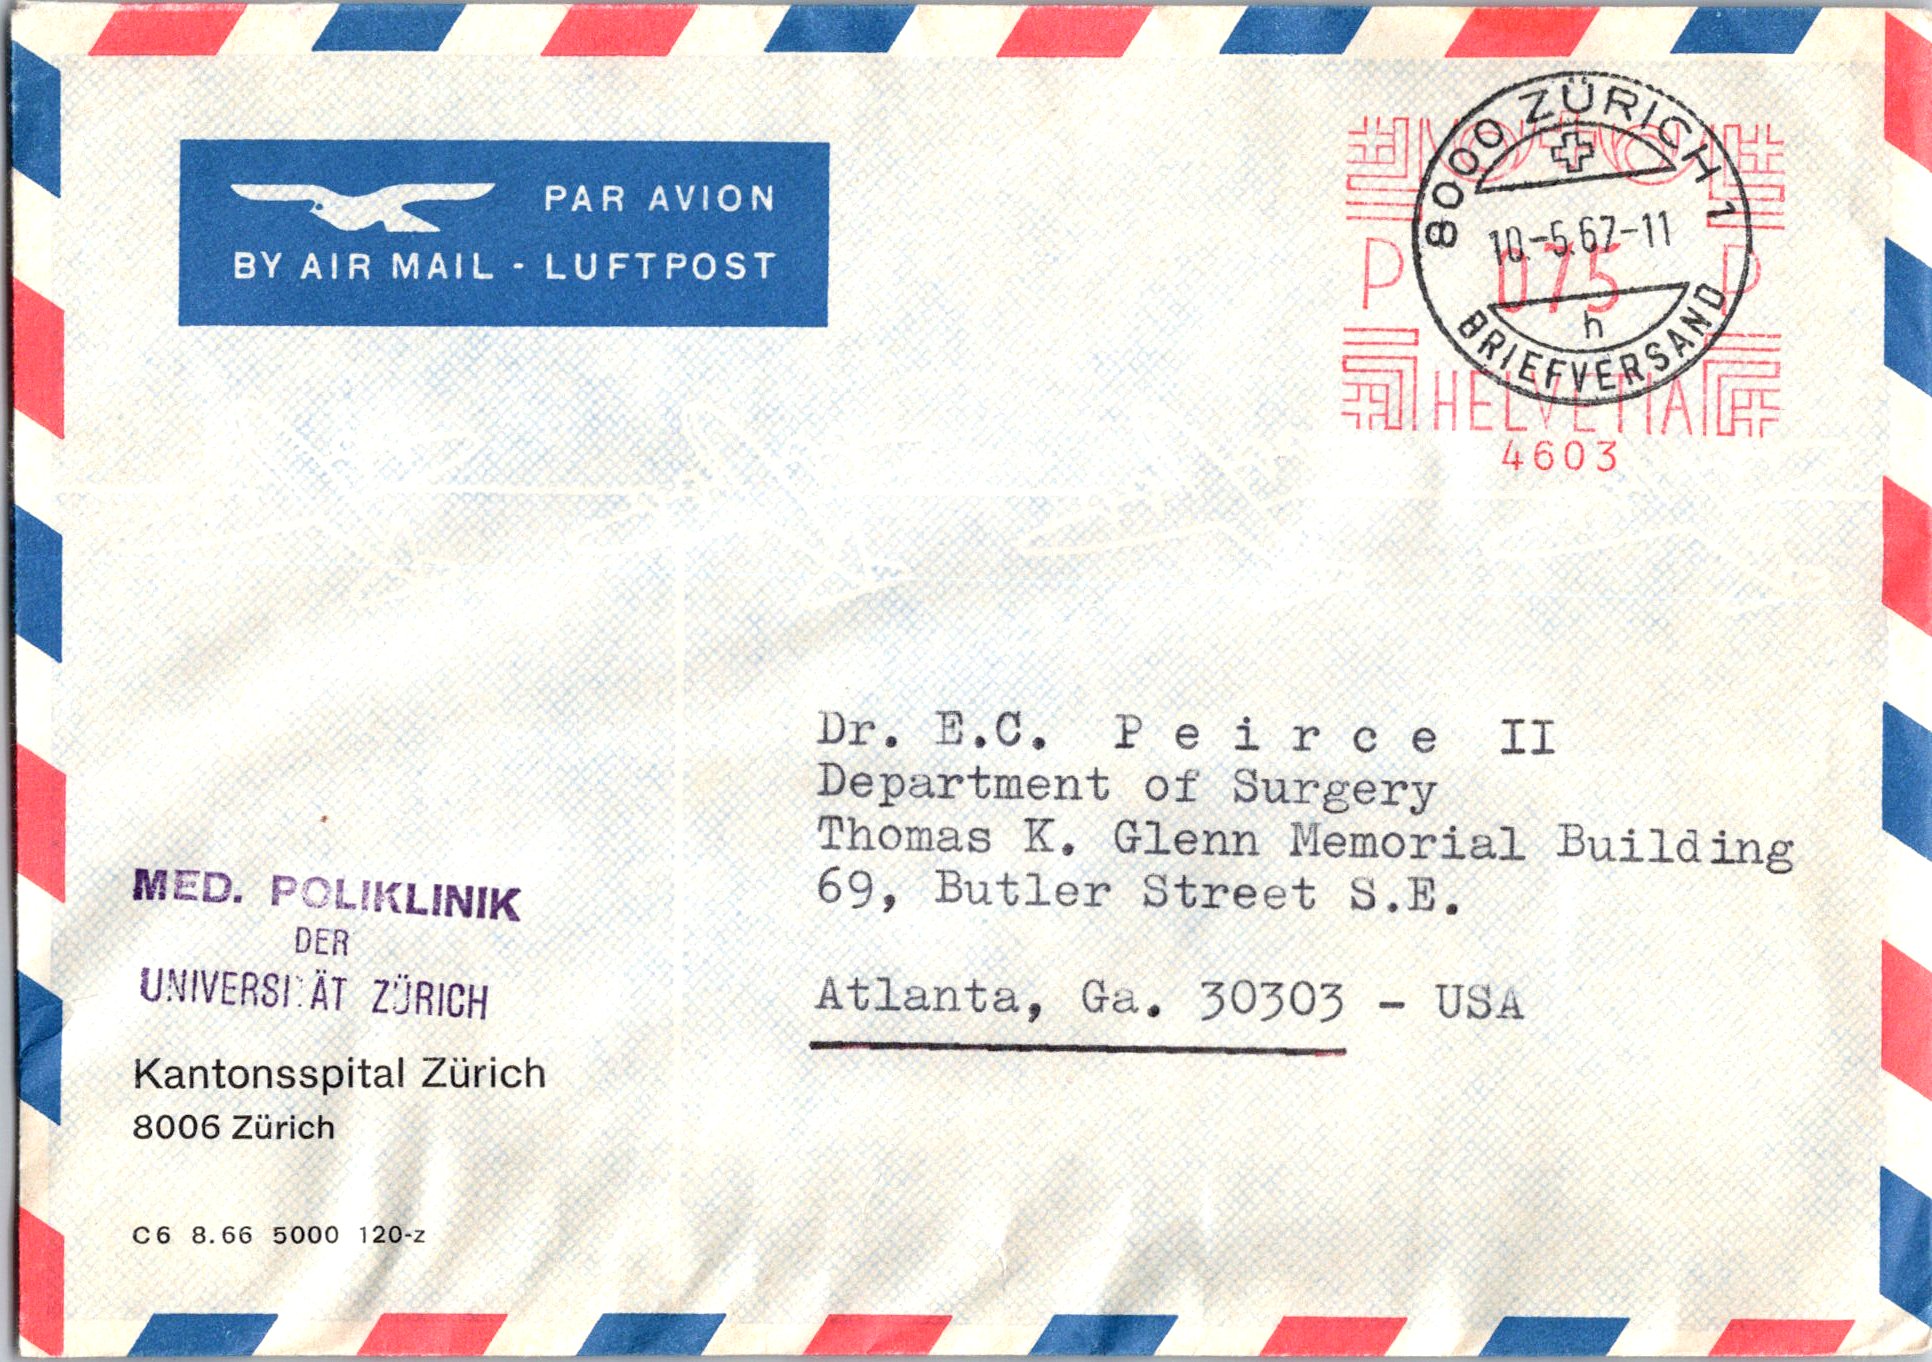 PAR AVION
BY AIR MAIL - LUFTPOST
8000 ZÜRICH 1
10.-5.67-11
h
BRIEFVERSAND
P 075 P
HELVETIA
4603
Dr. E.C. P e i r c e II
Department of Surgery
Thomas K. Glenn Memorial Building
69, Butler Street S.E.
Atlanta, Ga. 30303 - USA
MED. POLIKLINIK
DER
UNIVERSITÄT ZÜRICH
Kantonsspital Zürich
8006 Zürich
C6 8.66 5000 120-z